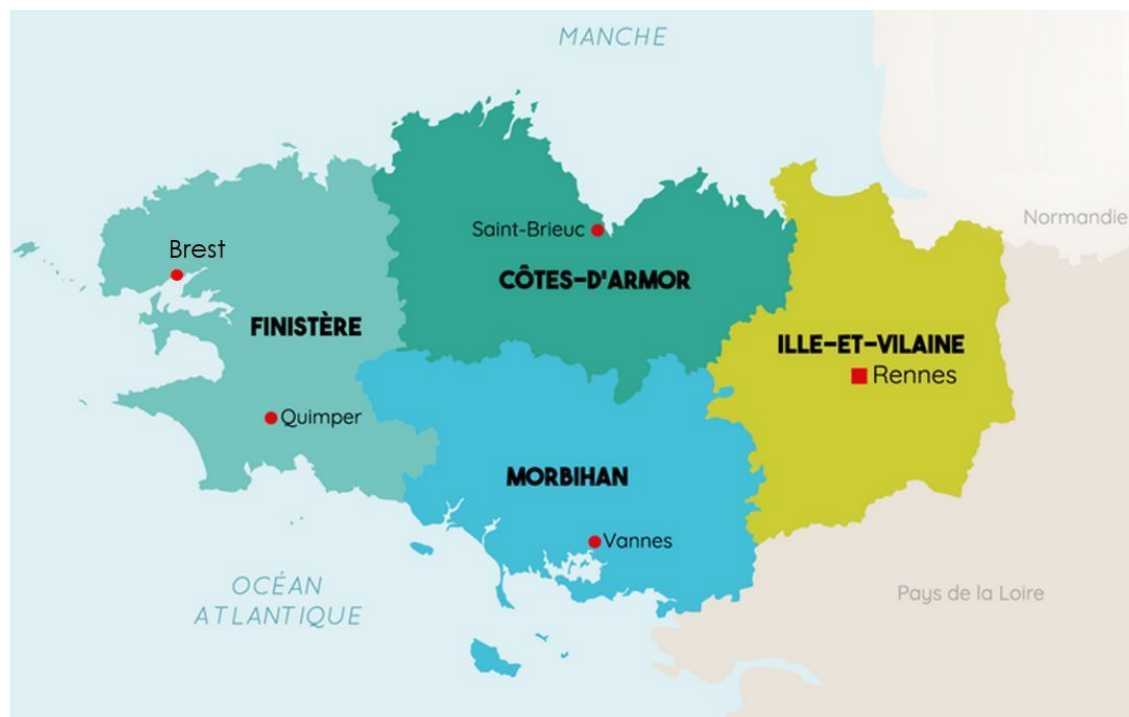 MANCHE
Normandie
Saint-Brieuc
Brest
CÔTES-D'ARMOR
FINISTÈRE
ILLE-ET-VILAINE
Rennes
Quimper
MORBIHAN
Vannes
OCÉAN
ATLANTIQUE
Pays de la Loire